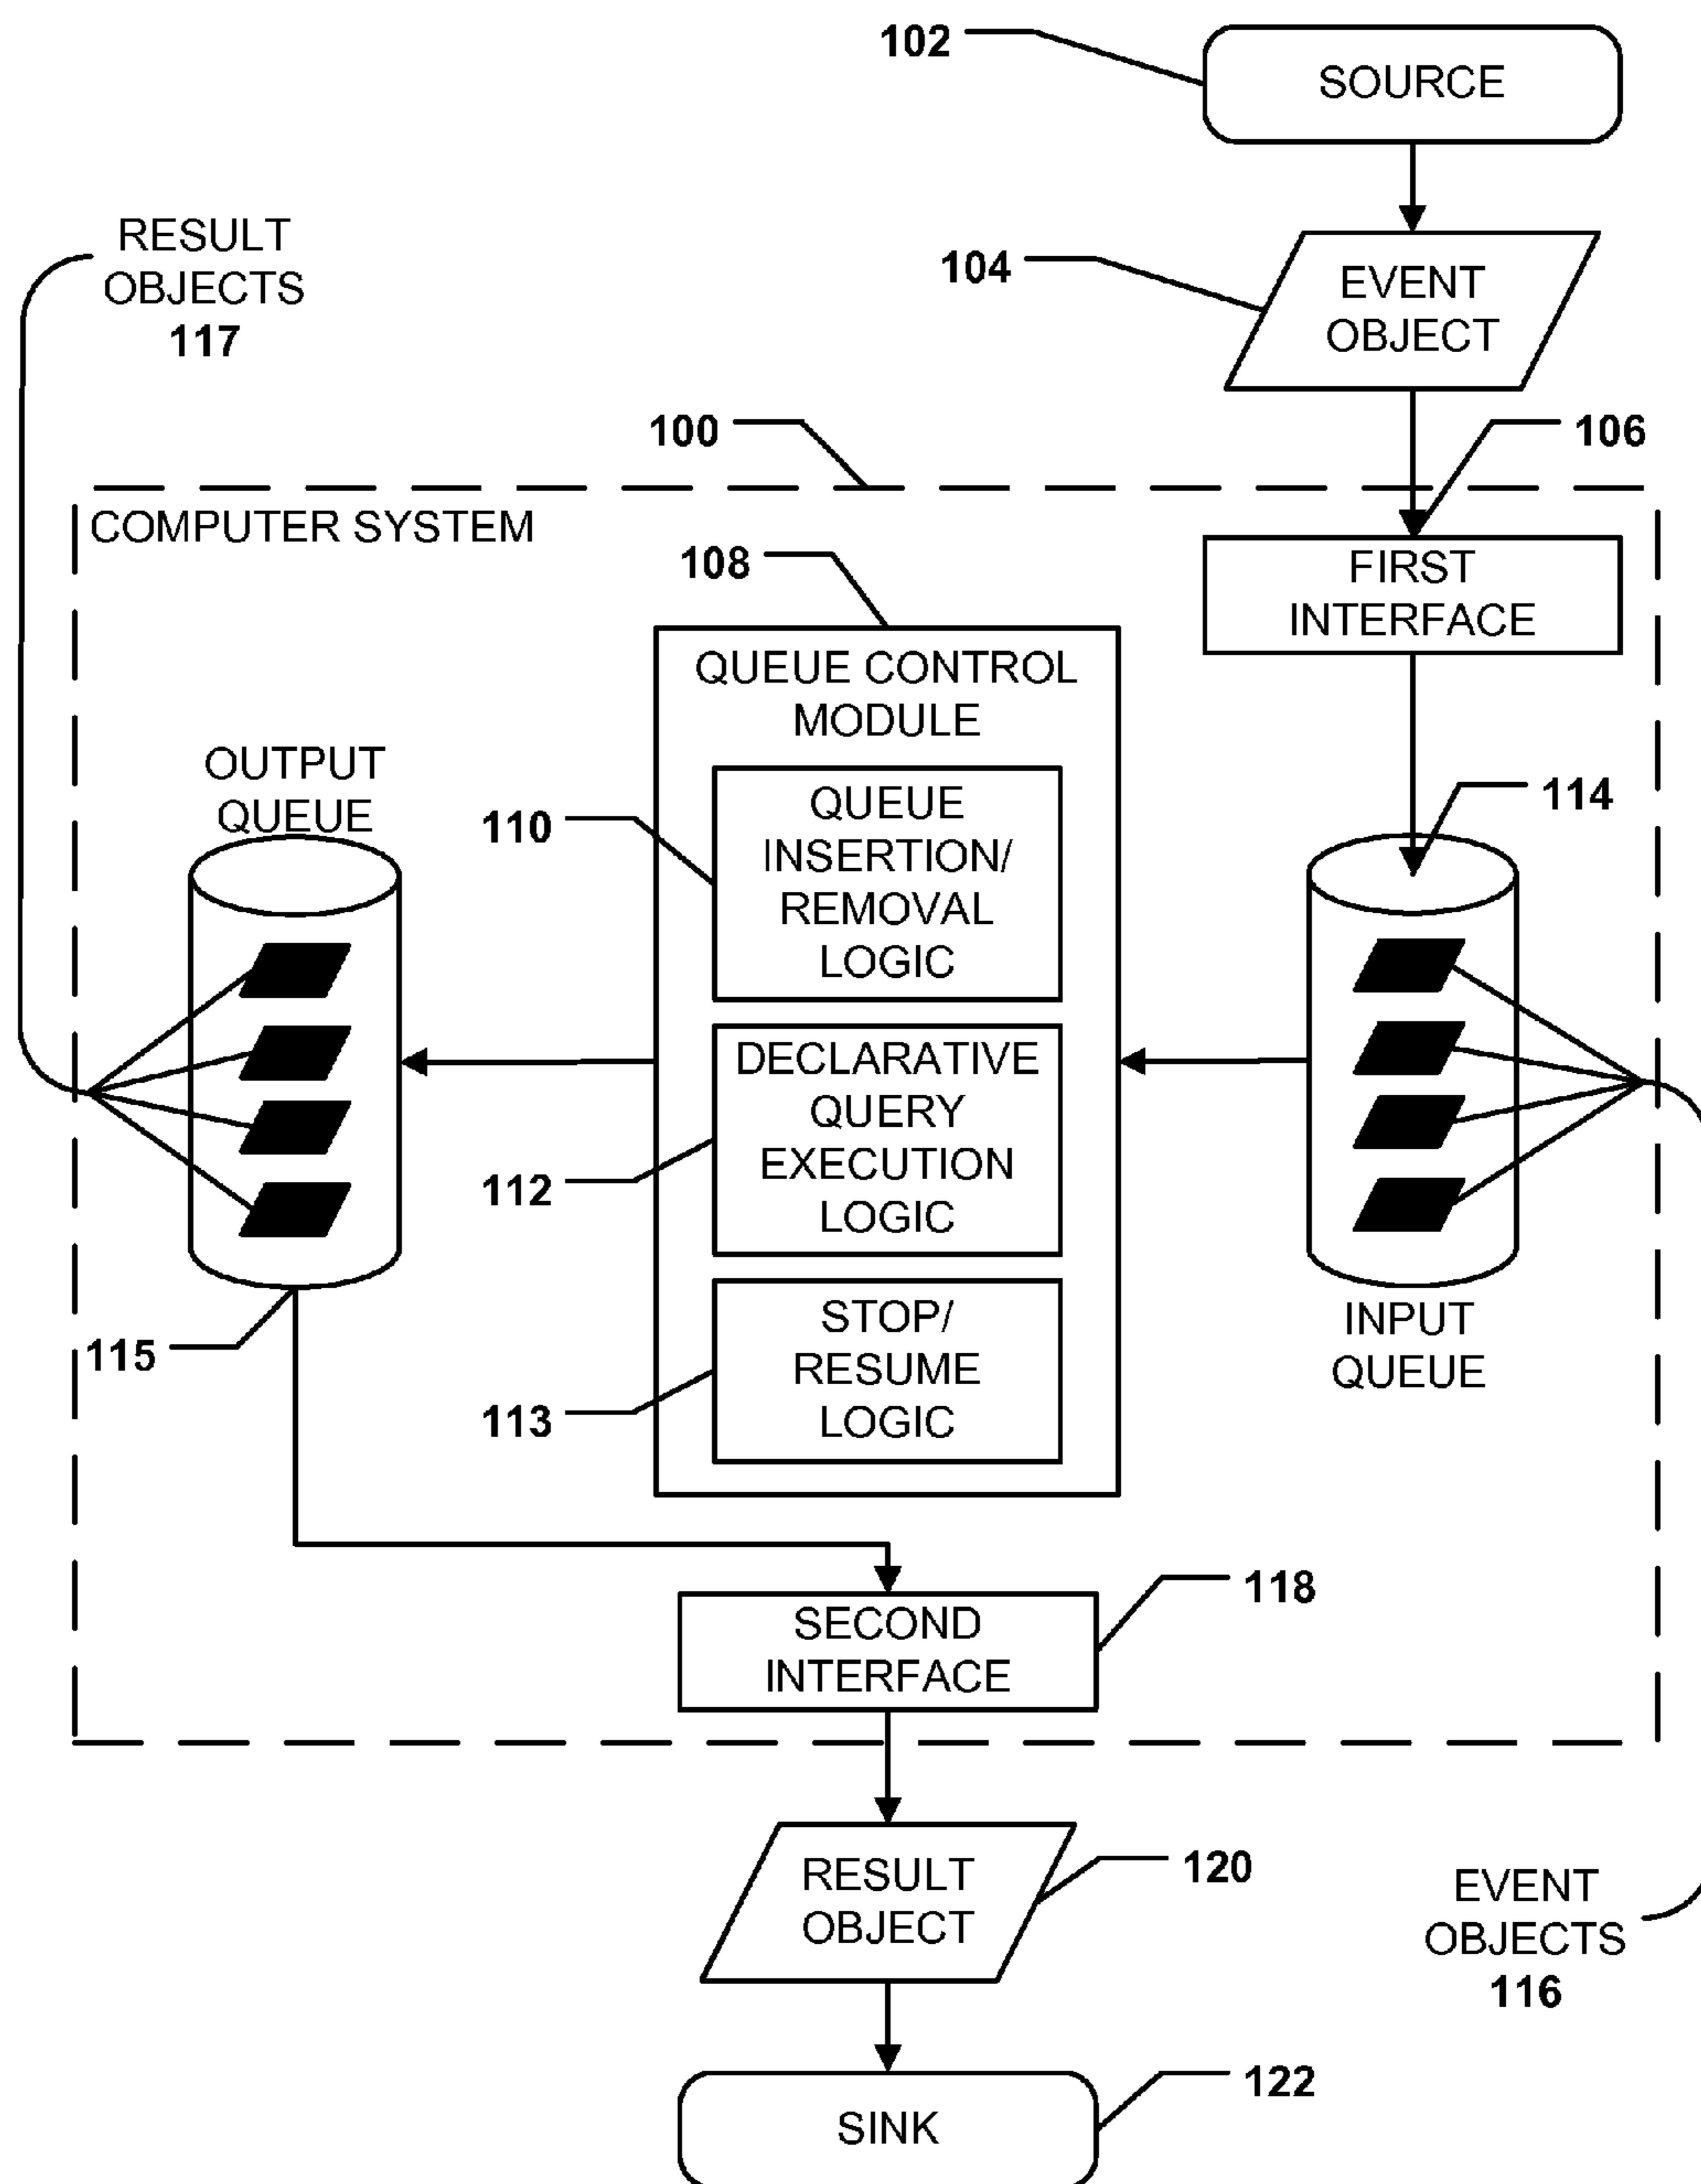 102
SOURCE
RESULT
OBJECTS
117
104
EVENT
OBJECT
100
106
COMPUTER SYSTEM
108
FIRST
INTERFACE
QUEUE CONTROL
MODULE
OUTPUT
QUEUE
110
QUEUE
INSERTION/
REMOVAL
LOGIC
114
DECLARATIVE
QUERY
EXECUTION
LOGIC
112
STOP/
RESUME
LOGIC
113
INPUT
QUEUE
115
118
SECOND
INTERFACE
RESULT
OBJECT
120
EVENT
OBJECTS
116
122
SINK